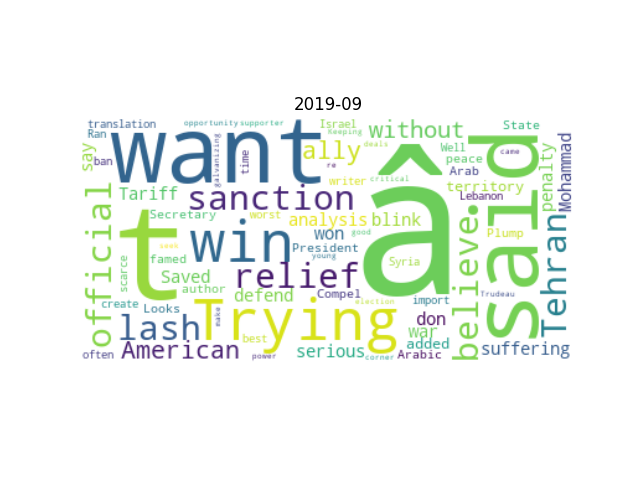 2019-09
translation
opportunity
supporter
Israel
Keeping
without
State
Ran
want
galvanizing
ally
deals
Well
came
said
Mohammad
say
ban
time
writer
critical
peace
Arab
penalty
official
Tariff
sanction
â
territory
Lebanon
t
Secretary
worst
analysis
blink
believe
win
won
good
Plump
Tehran
seek
famed
President
young
Syria
scarce
Saved
relief
author
defend
Compel
election
import
Trudeau
create
Looks
make
Trying
don
war
lash
best
added
often
American
power
serious
re
corner
Arabic
suffering